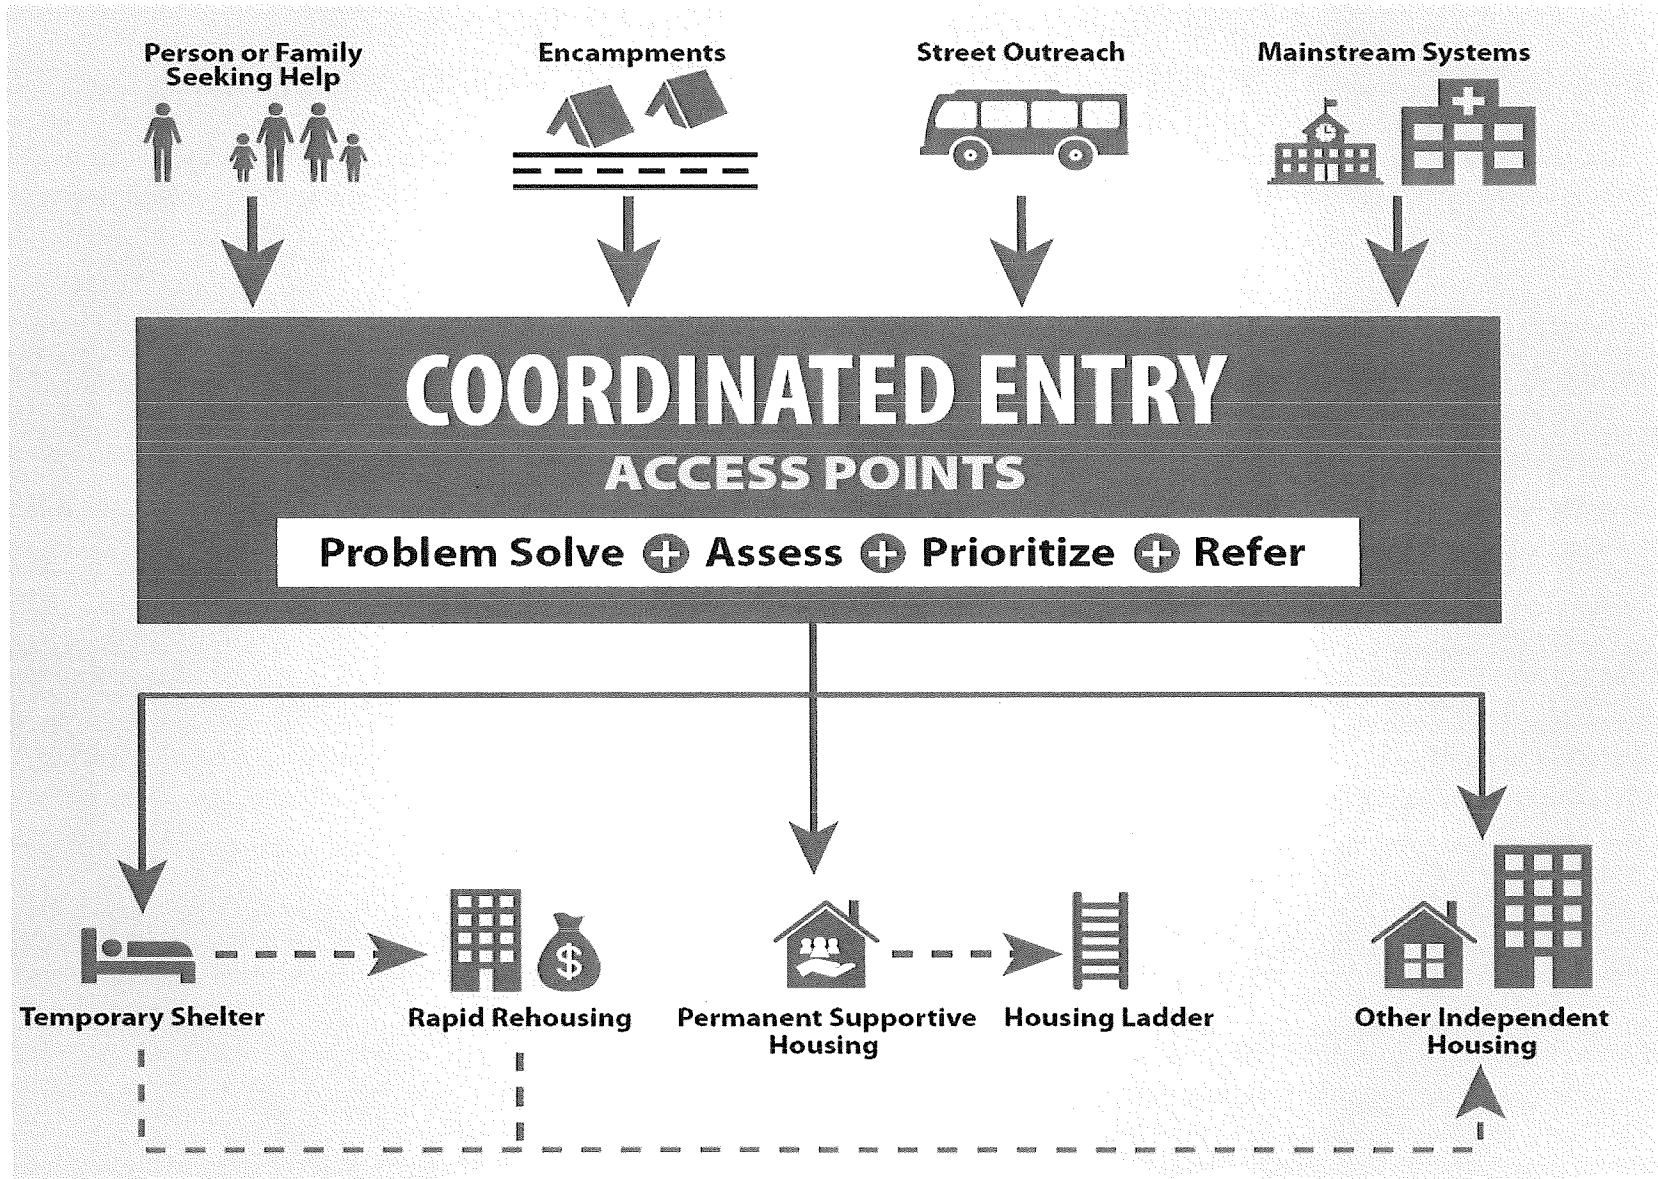 Person or Family
Seeking Help
Encampments
Street Outreach
Mainstream Systems
COORDINATED ENTRY
ACCESS POINTS
Problem Solve + Assess + Prioritize + Refer
$
Temporary Shelter
Rapid Rehousing
Permanent Supportive
Housing
Housing Ladder
Other Independent
Housing